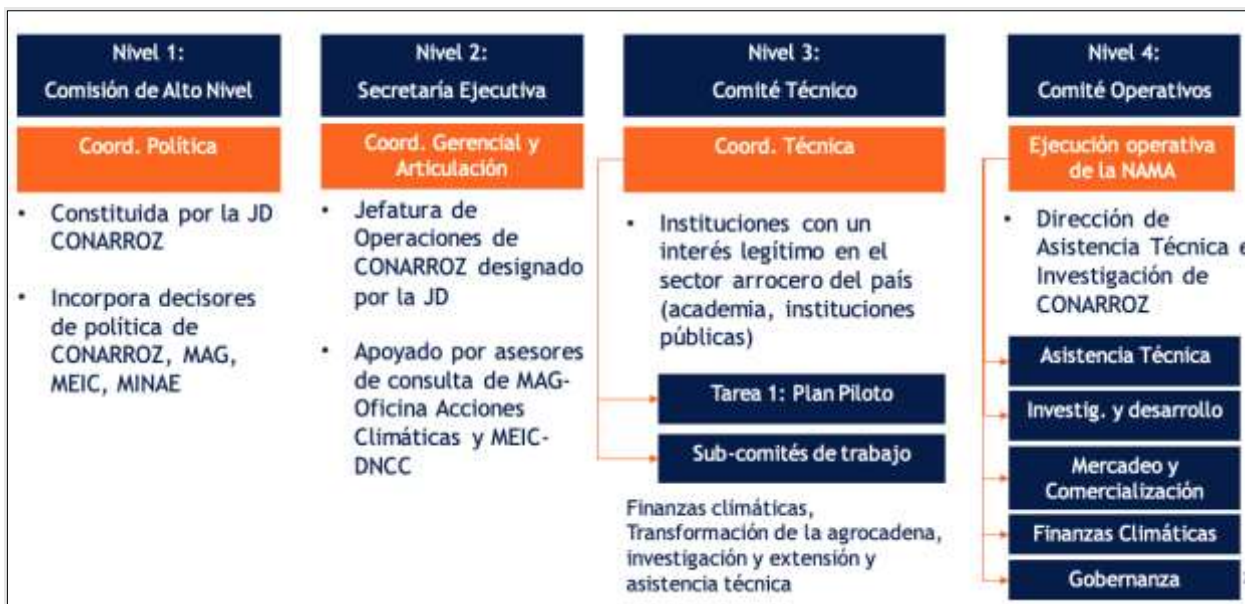 Nivel 1:
Comisión de Alto Nivel
Coord. Política
• Constituida por la JD
CONARROZ
• Incorpora decisores
de política de
CONARROZ, MAG,
MEIC, MINAE
Nivel 2:
Secretaría Ejecutiva
Coord. Gerencial y
Articulación
• Jefatura de
Operaciones de
CONARROZ designado
por la JD
• Apoyado por asesores
de consulta de MAG-
Oficina Acciones
Climáticas y MEIC-
DNCC
Nivel 3:
Comité Técnico
Coord. Técnica
• Instituciones con un
interés legítimo en el
sector arrocero del país
(academia, instituciones
públicas)
Tarea 1: Plan Piloto
Sub-comités de trabajo
Finanzas climáticas,
Transformación de la agrocadena,
investigación y extensión y
asistencia técnica
Nivel 4:
Comité Operativos
Ejecución operativa
de la NAMA
• Dirección de
Asistencia Técnica e
Investigación de
CONARROZ
Asistencia Técnica
Investig. y desarrollo
Mercadeo y
Comercialización
Finanzas Climáticas
Gobernanza